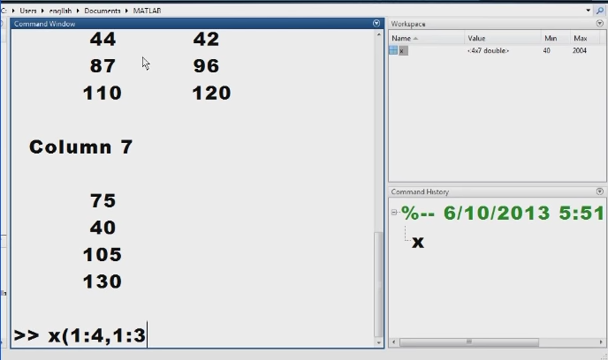 Users ▸ english ▸ Documents ▸ MATLAB
Command Window
44 42
87 96
110 120
Column 7
75
40
105
130
>> x(1:4,1:3
Workspace
Name Value Min Max
x <4x7 double> 40 2004
Command History
%-- 6/10/2013 5:51
x